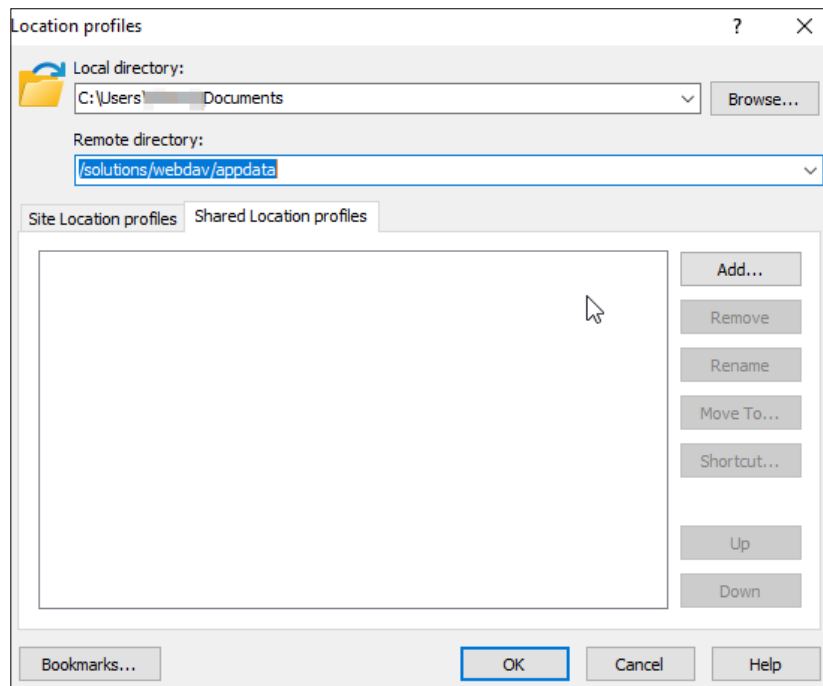 Location profiles
?
Local directory:
C:\Users\ Documents
Browse...
Remote directory:
/solutions/webdav/appdata
Site Location profiles
Shared Location profiles
Add...
Remove
Rename
Move To...
Shortcut...
Up
Down
Bookmarks...
OK
Cancel
Help